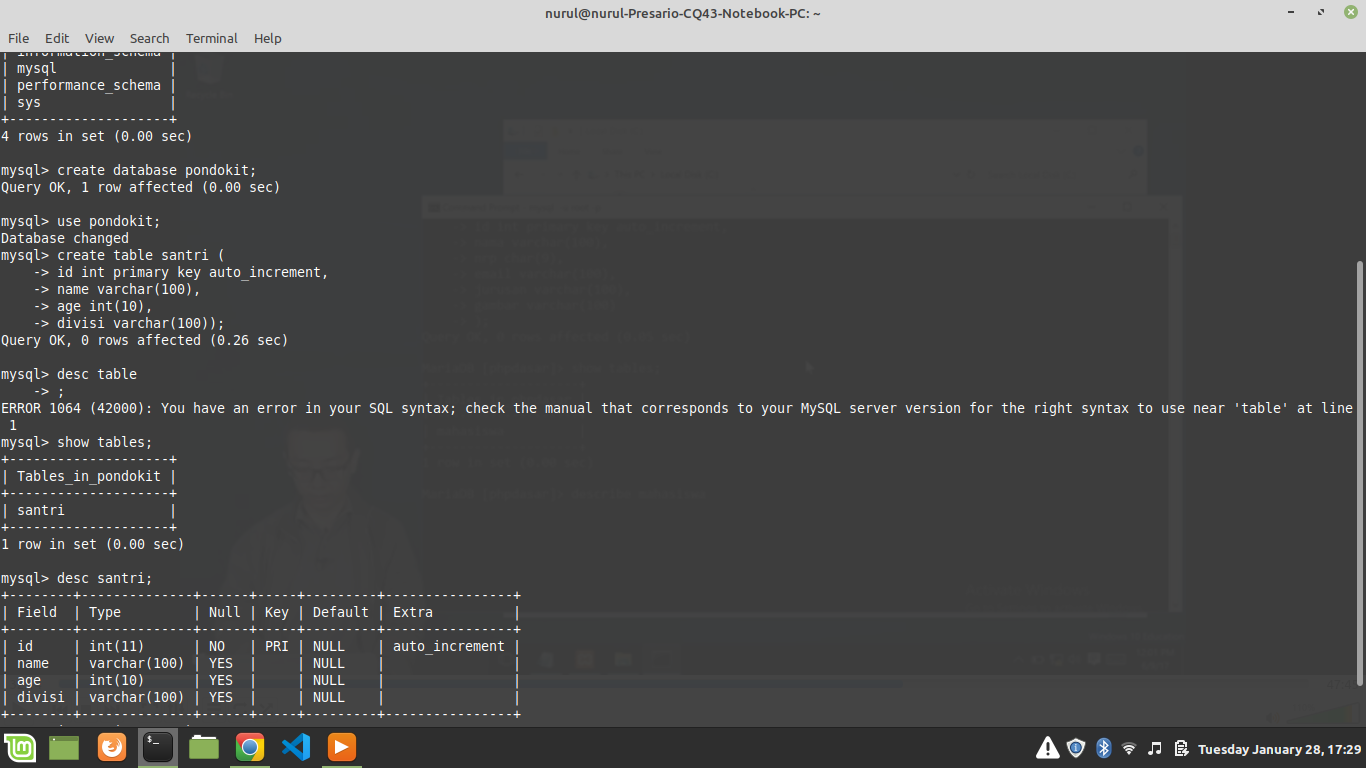 nurul@nurul-Presario-CQ43-Notebook-PC: ~
File Edit View Search Terminal Help
| information_schema |
| mysql              |
| performance_schema |
| sys                |
+--------------------+
4 rows in set (0.00 sec)
mysql> create database pondokit;
Query OK, 1 row affected (0.00 sec)
mysql> use pondokit;
Database changed
mysql> create table santri (
    -> id int primary key auto_increment,
    -> name varchar(100),
    -> age int(10),
    -> divisi varchar(100));
Query OK, 0 rows affected (0.26 sec)
mysql> desc table
    -> ;
ERROR 1064 (42000): You have an error in your SQL syntax; check the manual that corresponds to your MySQL server version for the right syntax to use near 'table' at line
 1
mysql> show tables;
+--------------------+
| Tables_in_pondokit |
+--------------------+
| santri             |
+--------------------+
1 row in set (0.00 sec)
mysql> desc santri;
+--------+--------------+------+-----+---------+----------------+
| Field  | Type         | Null | Key | Default | Extra          |
+--------+--------------+------+-----+---------+----------------+
| id     | int(11)      | NO   | PRI | NULL    | auto_increment |
| name   | varchar(100) | YES  |     | NULL    |                |
| age    | int(10)      | YES  |     | NULL    |                |
| divisi | varchar(100) | YES  |     | NULL    |                |
+--------+--------------+------+-----+---------+----------------+
Tuesday January 28, 17:29